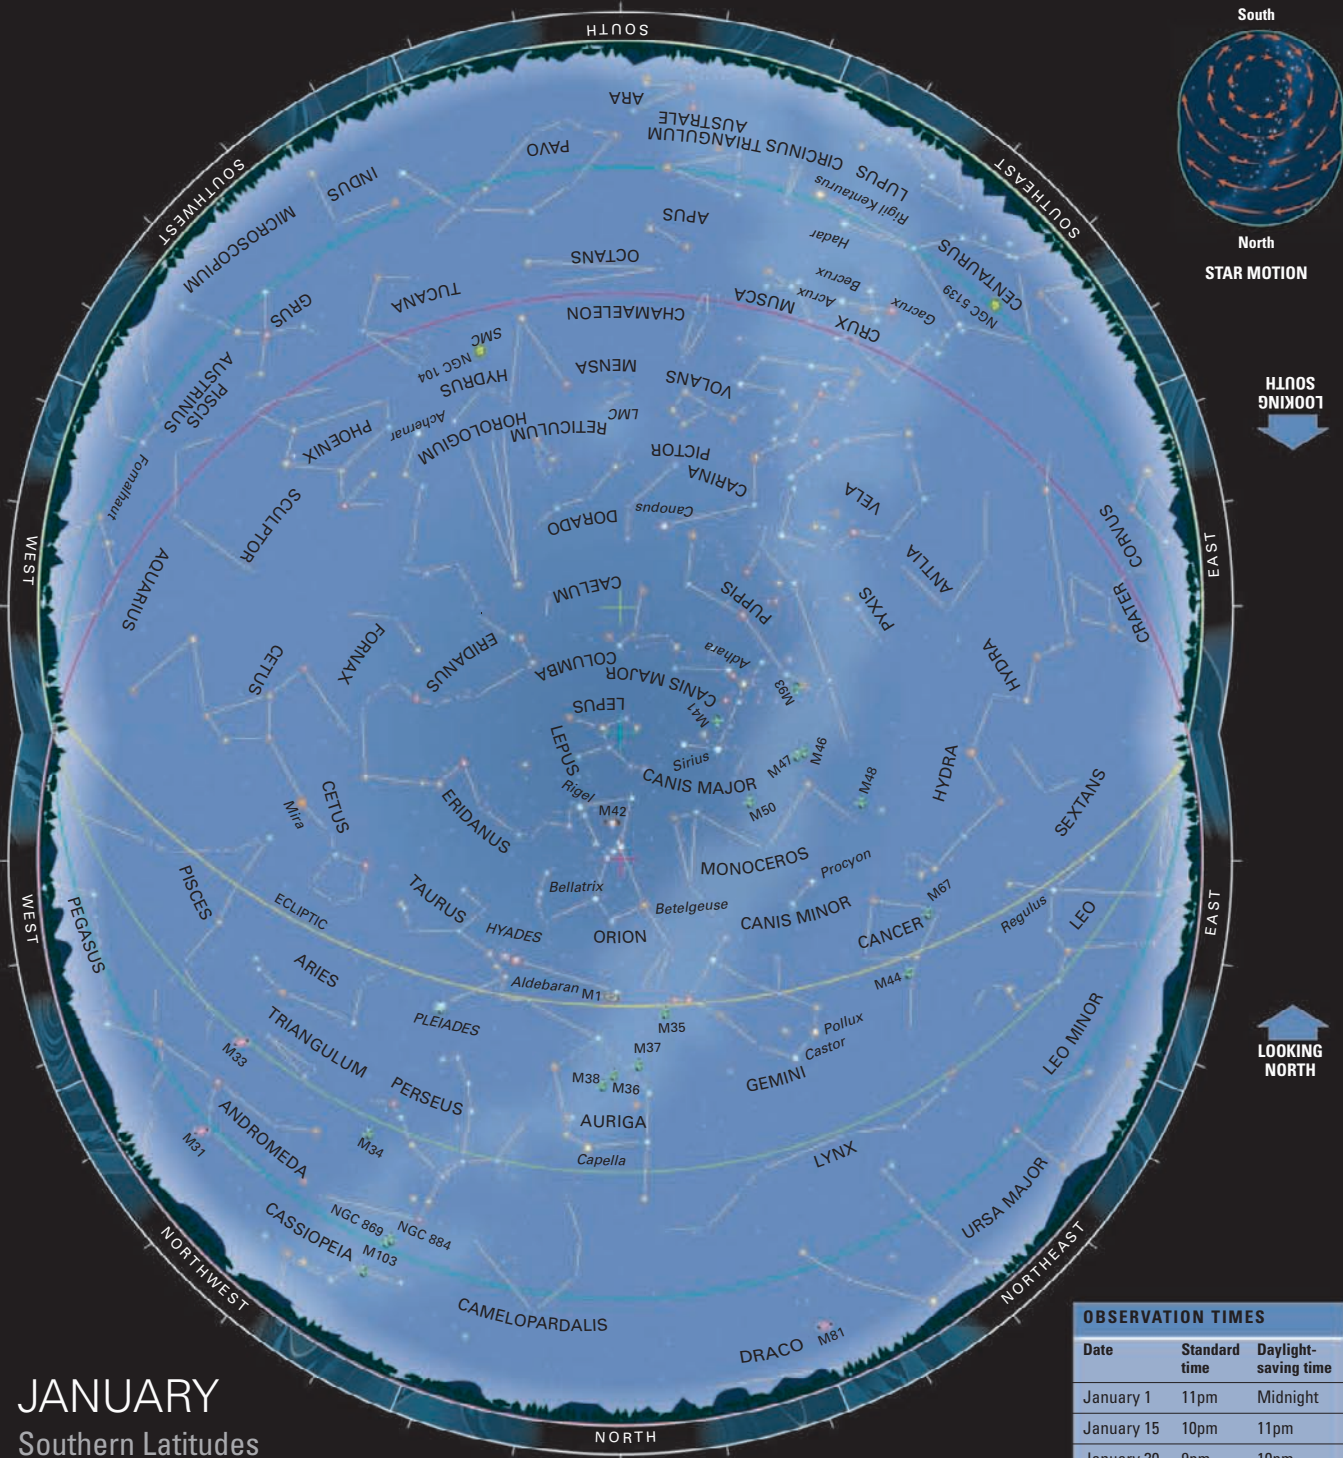 South
North
STAR MOTION
SOUTH
SOUTHWEST
SOUTHEAST
ARA
TRIANGULUM AUSTRALE
CIRCINUS
LUPUS
PAVO
INDUS
MICROSCOPIUM
APUS
Rigil Kentaurus
Hadar
CENTAURUS
NGC 5139
OCTANS
Becrux
Acrux
Gacrux
MUSCA
CRUX
TUCANA
GRUS
CHAMAELEON
SMC
NGC 104
HYDRUS
MENSA
VOLANS
PISCIS AUSTRINUS
LMC
Achernar
HOROLOGIUM
RETICULUM
PHOENIX
PICTOR
CARINA
Fomalhaut
SCULPTOR
Canopus
DORADO
VELA
CORVUS
LOOKING SOUTH
WEST
EAST
AQUARIUS
CAELUM
PUPPIS
ANTLIA
PYXIS
CRATER
CETUS
FORNAX
ERIDANUS
COLUMBA
Adhara
CANIS MAJOR
M93
HYDRA
LEPUS
M41
LEPUS
Sirius
CANIS MAJOR
M47
M46
M48
HYDRA
Mira
CETUS
ERIDANUS
Rigel
M42
M50
SEXTANS
MONOCEROS
Procyon
PISCES
TAURUS
Bellatrix
Betelgeuse
CANIS MINOR
M67
CANCER
Regulus
LEO
WEST
EAST
PEGASUS
ECLIPTIC
HYADES
ORION
ARIES
Aldebaran
M1
M44
PLEIADES
M35
Pollux
Castor
LEO MINOR
LOOKING
NORTH
M33
TRIANGULUM
PERSEUS
M37
M38
M36
GEMINI
AURIGA
M31
ANDROMEDA
M34
Capella
LYNX
URSA MAJOR
CASSIOPEIA
NGC 869
NGC 884
M103
CAMELOPARDALIS
DRACO
M81
NORTHWEST
NORTHEAST
NORTH
JANUARY
Southern Latitudes
OBSERVATION TIMES
Date Standard time Daylight-saving time
January 1 11pm Midnight
January 15 10pm 11pm